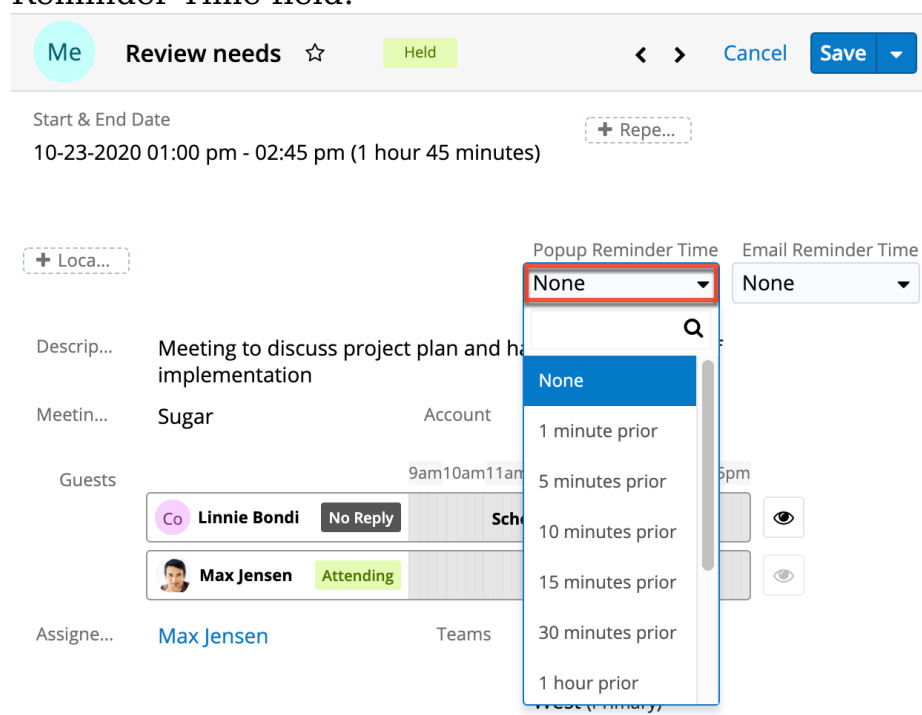 Me Review needs Held Cancel Save
Start & End Date
+ Repe...
10-23-2020 01:00 pm - 02:45 pm (1 hour 45 minutes)
+ Loca...
Popup Reminder Time Email Reminder Time
None None
Descrip... Meeting to discuss project plan and
implementation
None
Meetin... Sugar Account
1 minute prior
Guests
9am10am11am
5 minutes prior
Co Linnie Bondi No Reply
10 minutes prior
Max Jensen Attending
15 minutes prior
Assigne... Max Jensen Teams
30 minutes prior
1 hour prior